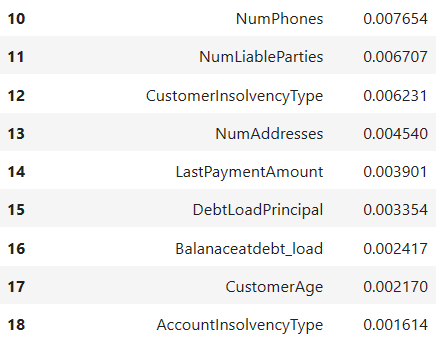 10 NumPhones 0.007654
11 NumLiableParties 0.006707
12 CustomerInsolvencyType 0.006231
13 NumAddresses 0.004540
14 LastPaymentAmount 0.003901
15 DebtLoadPrincipal 0.003354
16 Balanaceatdebt_load 0.002417
17 CustomerAge 0.002170
18 AccountInsolvencyType 0.001614